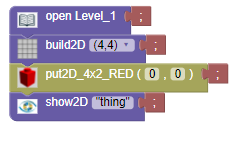 open Level_1 ;
build2D (4,4) ;
put2D_4x2_RED ( 0 , 0 ) ;
show2D "thing" ;